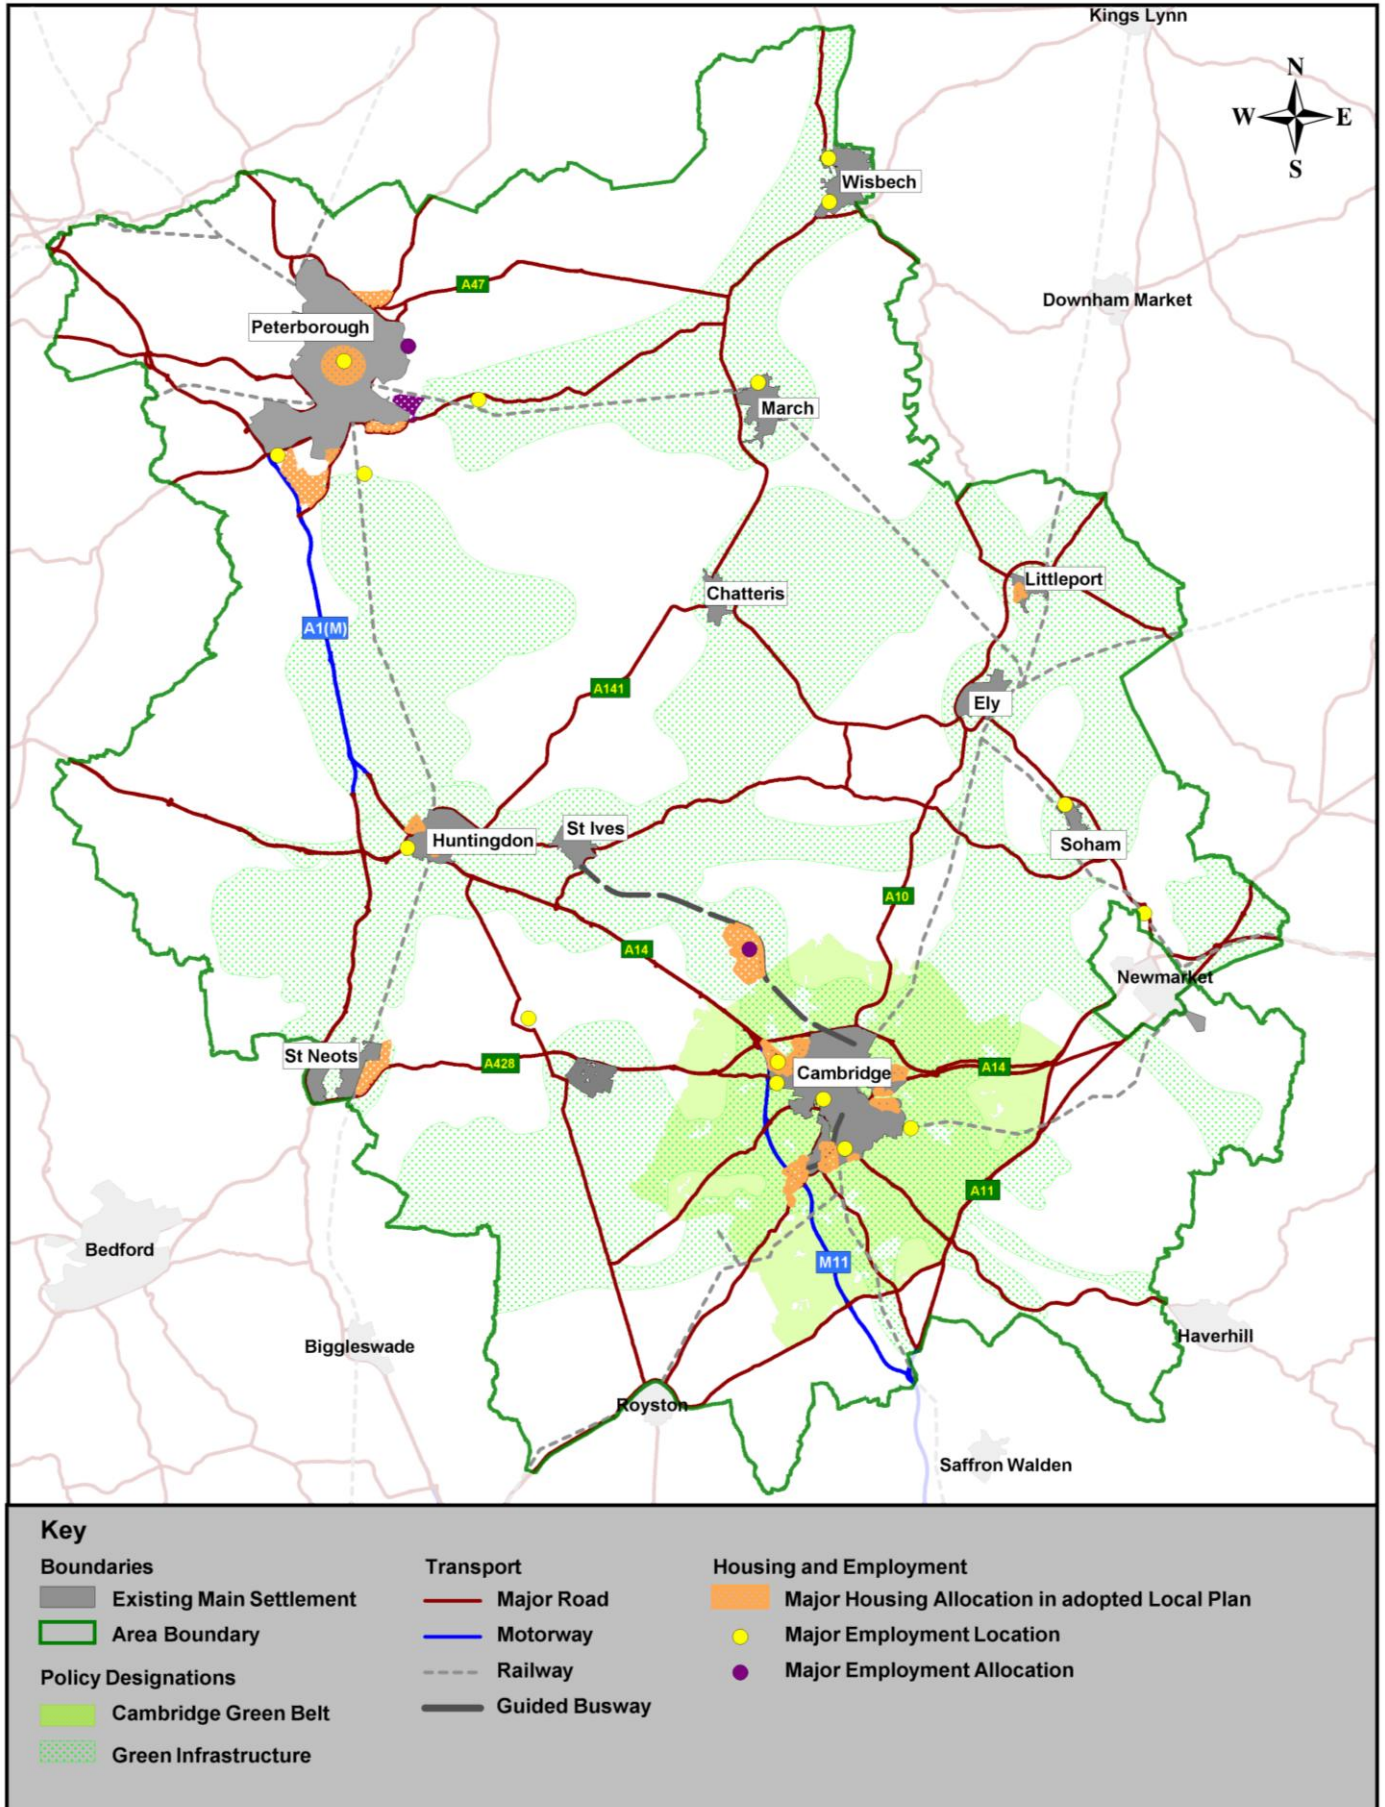 Kings Lynn
N
W E
S
Wisbech
A47
Downham Market
Peterborough
March
Littleport
Chatteris
A1(M)
A141
Ely
St Ives
Huntingdon
Soham
A10
A14
Newmarket
St Neots
A428
A14
Cambridge
A11
Bedford
M11
Haverhill
Biggleswade
Royston
Saffron Walden
Key
Boundaries
Existing Main Settlement
Area Boundary
Policy Designations
Cambridge Green Belt
Green Infrastructure
Transport
Major Road
Motorway
Railway
Guided Busway
Housing and Employment
Major Housing Allocation in adopted Local Plan
Major Employment Location
Major Employment Allocation